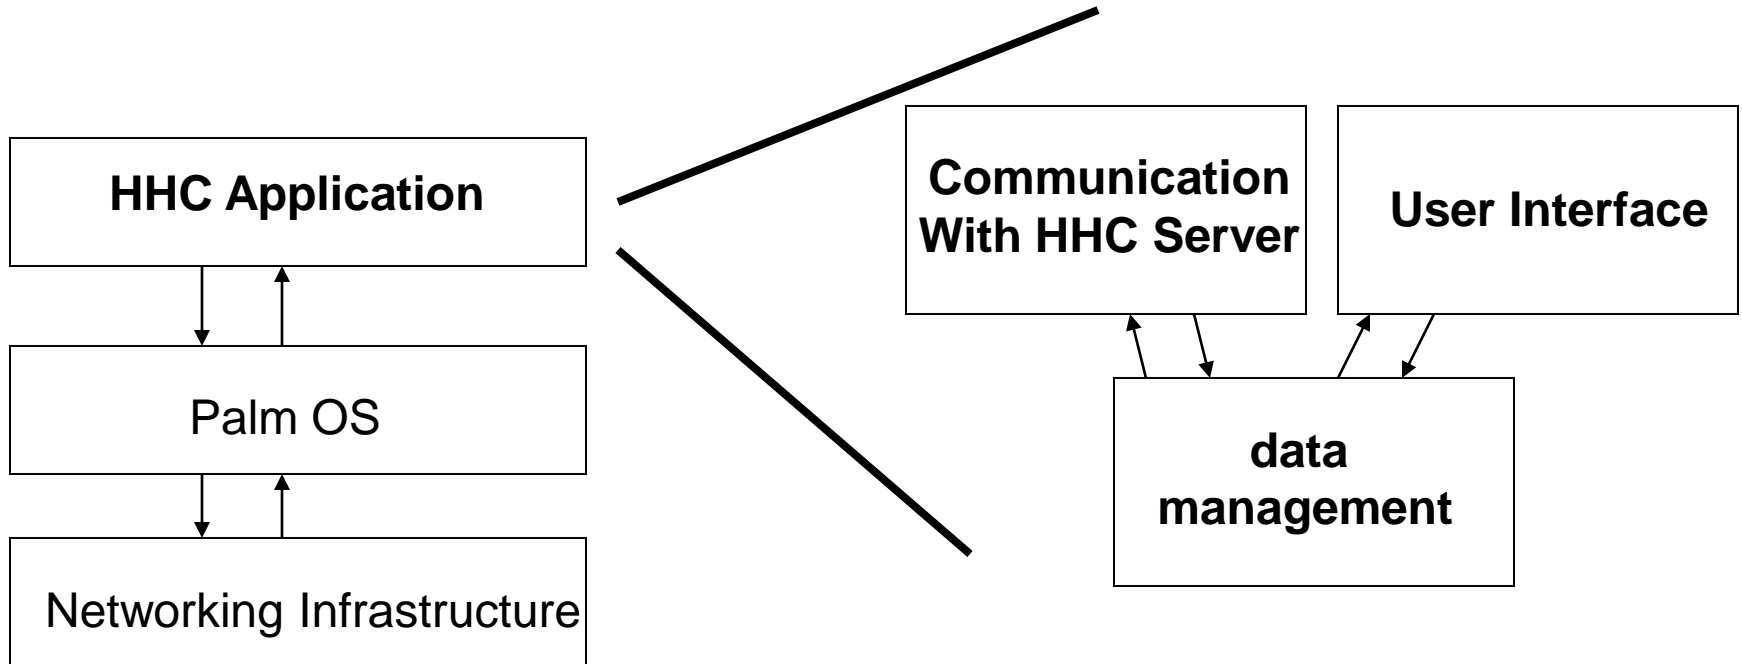 HHC Application
Palm OS
Networking Infrastructure
Communication
With HHC Server
User Interface
data
management